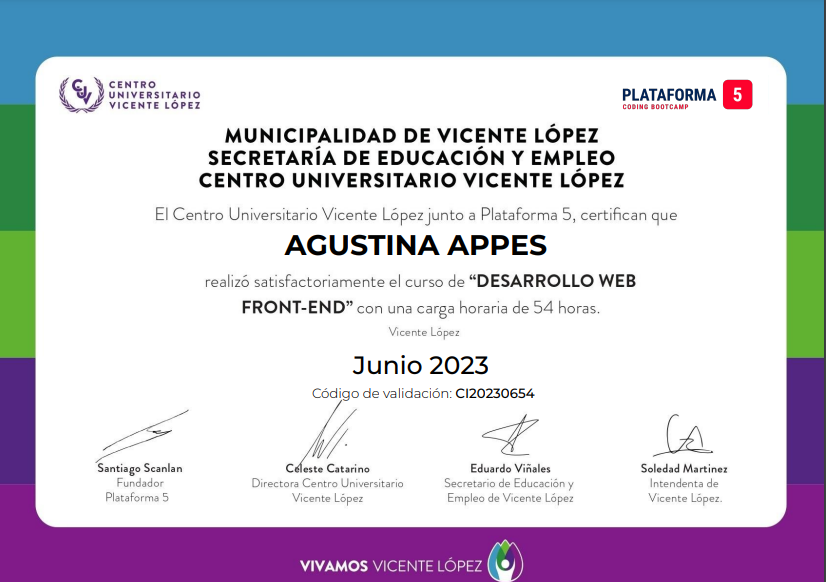 CUV
CENTRO
UNIVERSITARIO
VICENTE LÓPEZ
PLATAFORMA 5
CODING BOOTCAMP
MUNICIPALIDAD DE VICENTE LÓPEZ
SECRETARÍA DE EDUCACIÓN Y EMPLEO
CENTRO UNIVERSITARIO VICENTE LÓPEZ
El Centro Universitario Vicente López junto a Plataforma 5, certifican que
AGUSTINA APPES
realizó satisfactoriamente el curso de “DESARROLLO WEB
FRONT-END” con una carga horaria de 54 horas.
Vicente López
Junio 2023
Código de validación: CI20230654
Santiago Scanlan
Fundador
Plataforma 5
Celeste Catarino
Directora Centro Universitario
Vicente López
Eduardo Viñales
Secretario de Educación y
Empleo de Vicente López
Soledad Martinez
Intendenta de
Vicente López.
VIVAMOS VICENTE LÓPEZ